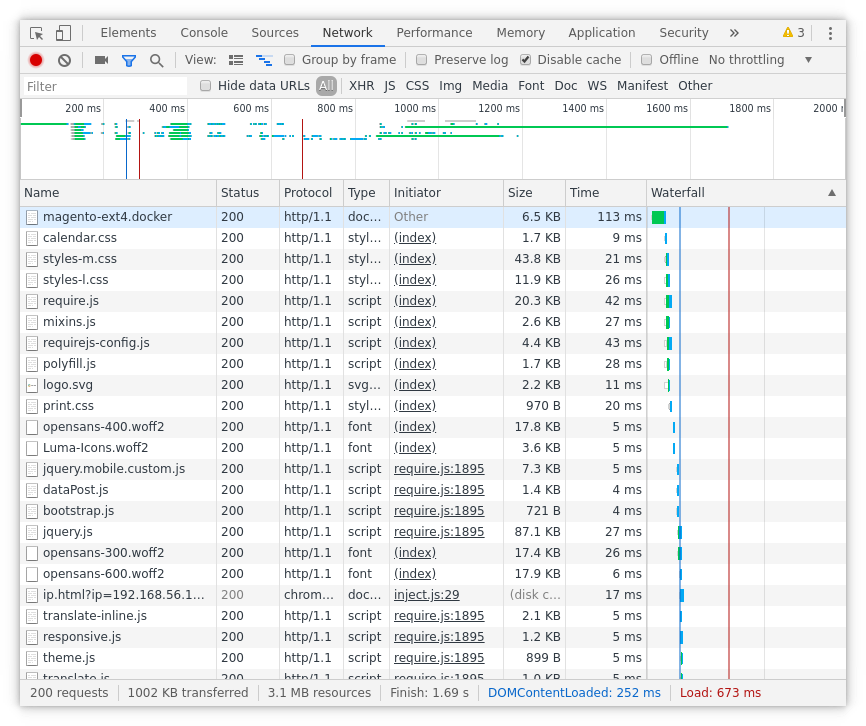 Elements Console Sources Network Performance Memory Application Security » 3
View: Group by frame Preserve log Disable cache Offline No throttling
Filter Hide data URLs All XHR JS CSS Img Media Font Doc WS Manifest Other
200 ms 400 ms 600 ms 800 ms 1000 ms 1200 ms 1400 ms 1600 ms 1800 ms 2000
Name Status Protocol Type Initiator Size Time Waterfall
magento-ext4.docker 200 http/1.1 doc… Other 6.5 KB 113 ms
calendar.css 200 http/1.1 styl… (index) 1.7 KB 9 ms
styles-m.css 200 http/1.1 styl… (index) 43.8 KB 21 ms
styles-l.css 200 http/1.1 styl… (index) 11.9 KB 26 ms
require.js 200 http/1.1 script (index) 20.3 KB 42 ms
mixins.js 200 http/1.1 script (index) 2.6 KB 27 ms
requirejs-config.js 200 http/1.1 script (index) 4.4 KB 43 ms
polyfill.js 200 http/1.1 script (index) 1.7 KB 28 ms
logo.svg 200 http/1.1 svg… (index) 2.2 KB 11 ms
print.css 200 http/1.1 styl… (index) 970 B 20 ms
opensans-400.woff2 200 http/1.1 font (index) 17.8 KB 5 ms
Luma-Icons.woff2 200 http/1.1 font (index) 3.6 KB 5 ms
jquery.mobile.custom.js 200 http/1.1 script require.js:1895 7.3 KB 5 ms
dataPost.js 200 http/1.1 script require.js:1895 1.4 KB 4 ms
bootstrap.js 200 http/1.1 script require.js:1895 721 B 4 ms
jquery.js 200 http/1.1 script require.js:1895 87.1 KB 27 ms
opensans-300.woff2 200 http/1.1 font (index) 17.4 KB 26 ms
opensans-600.woff2 200 http/1.1 font (index) 17.9 KB 6 ms
ip.html?ip=192.168.56.1… 200 chrom… doc… inject.js:29 (disk c… 17 ms
translate-inline.js 200 http/1.1 script require.js:1895 2.1 KB 5 ms
responsive.js 200 http/1.1 script require.js:1895 1.2 KB 5 ms
theme.js 200 http/1.1 script require.js:1895 899 B 5 ms
translate.js 200 http/1.1 script require.js:1895 1.0 KB 5 ms
200 requests 1002 KB transferred 3.1 MB resources Finish: 1.69 s DOMContentLoaded: 252 ms Load: 673 ms